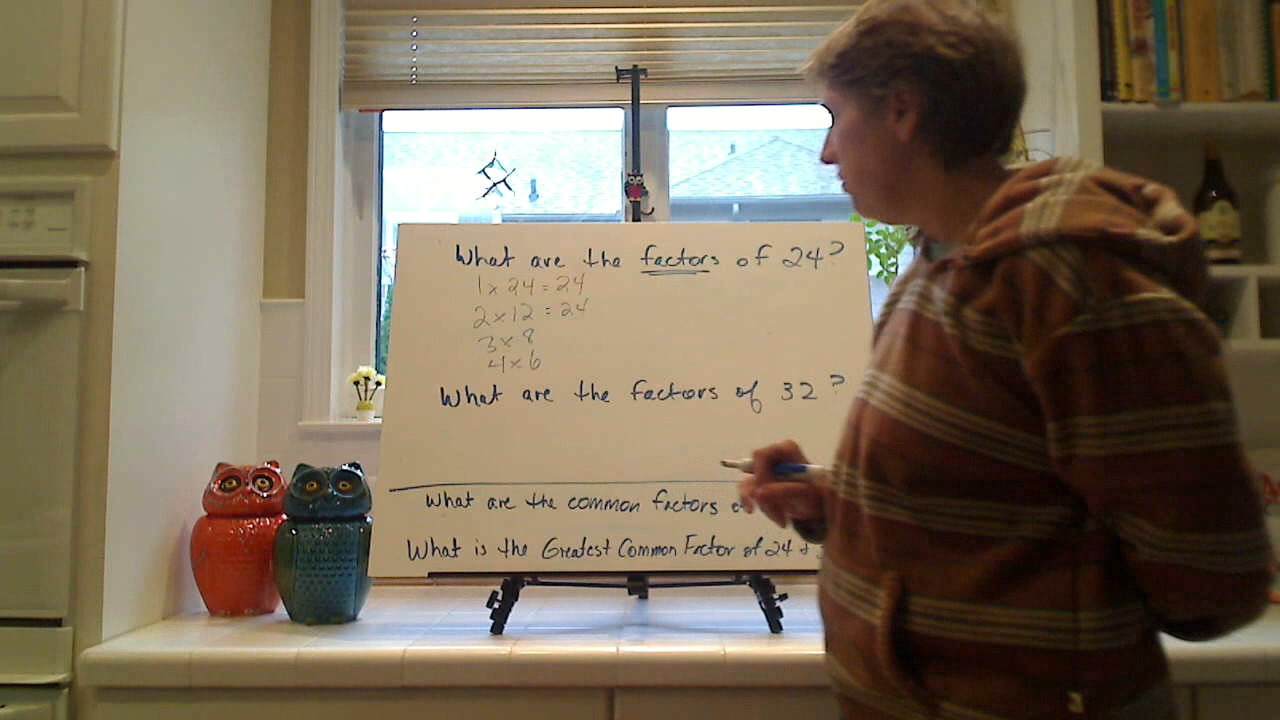 What are the factors of 24?
1 x 24 = 24
2 x 12 = 24
3 x 8
4 x 6
What are the factors of 32?
What are the common factors
What is the Greatest Common Factor of 24 +